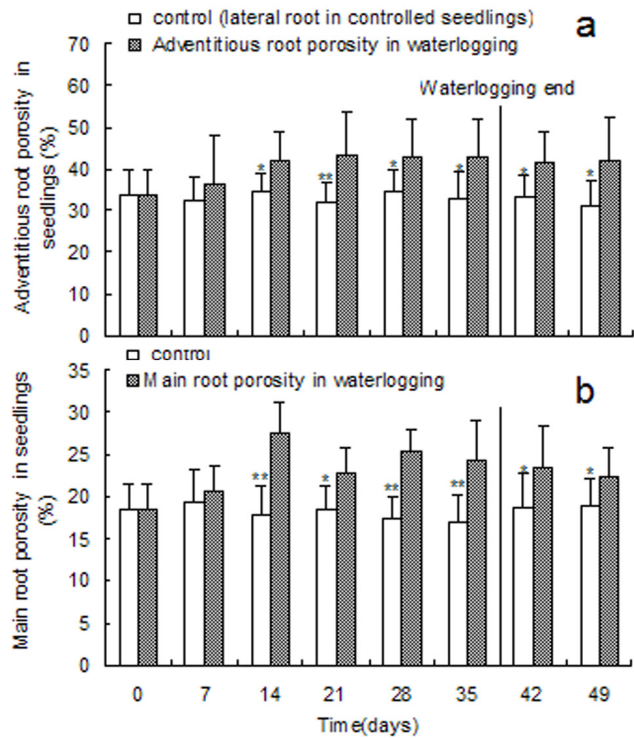 control (lateral root in controlled seedlings)
Adventitious root porosity in waterlogging
a
Waterlogging end
Adventitious root porosity in
seedlings (%)
70
60
50
40
30
20
10
0
* ** * * * *
control
Main root porosity in waterlogging
b
Main root porosity in seedlings
(%)
35
30
25
20
15
10
5
0
** * ** ** * *
0 7 14 21 28 35 42 49
Time(days)